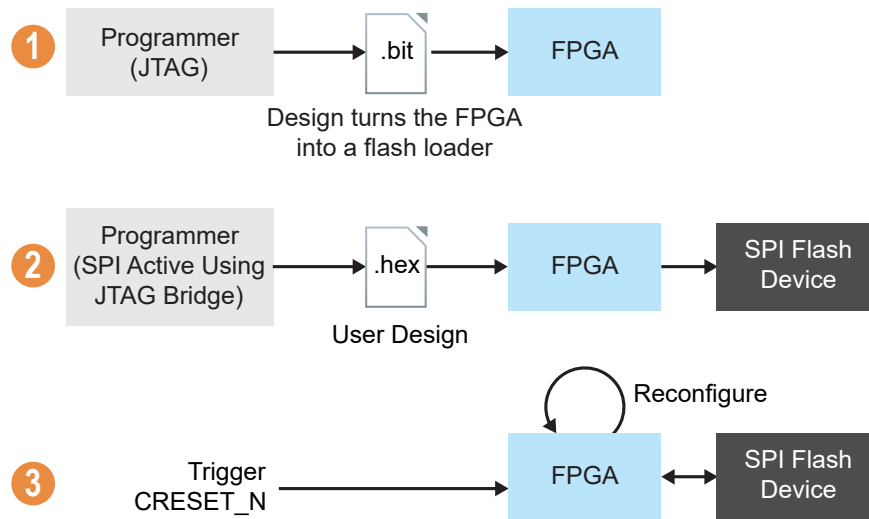 1
Programmer
(JTAG)
.bit
FPGA
Design turns the FPGA
into a flash loader
2
Programmer
(SPI Active Using
JTAG Bridge)
.hex
FPGA
SPI Flash
Device
User Design
Reconfigure
3
Trigger
CRESET_N
FPGA
SPI Flash
Device